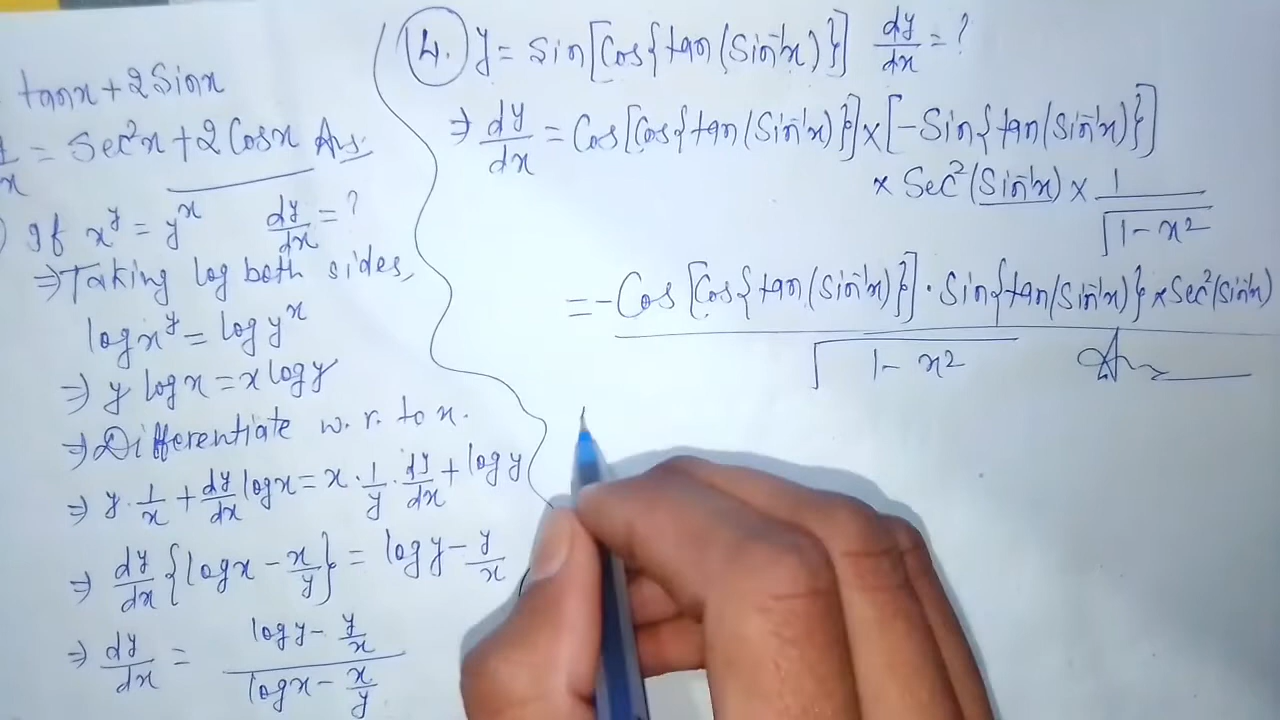 tanx + 2 Sinx
= Sec²x + 2 Cosx Ans.
If x^y = y^x dy/dx = ?
⇒ Taking log both sides,
log x^y = log y^x
⇒ y log x = x log y
⇒ Differentiate w. r. to x.
⇒ y · 1/x + dy/dx log x = x · 1/y · dy/dx + log y
⇒ dy/dx {log x - x/y} = log y - y/x
⇒ dy/dx = (log y - y/x) / (log x - x/y)
4. y = Sin[Cos{tan(Sin⁻¹x)}] dy/dx = ?
⇒ dy/dx = Cos[Cos{tan(Sin⁻¹x)}] × [-Sin{tan(Sin⁻¹x)}]
× Sec²(Sin⁻¹x) × 1/√(1-x²)
= - Cos[Cos{tan(Sin⁻¹x)}] · Sin{tan(Sin⁻¹x)} × Sec²(Sin⁻¹x)
√(1-x²) Ans